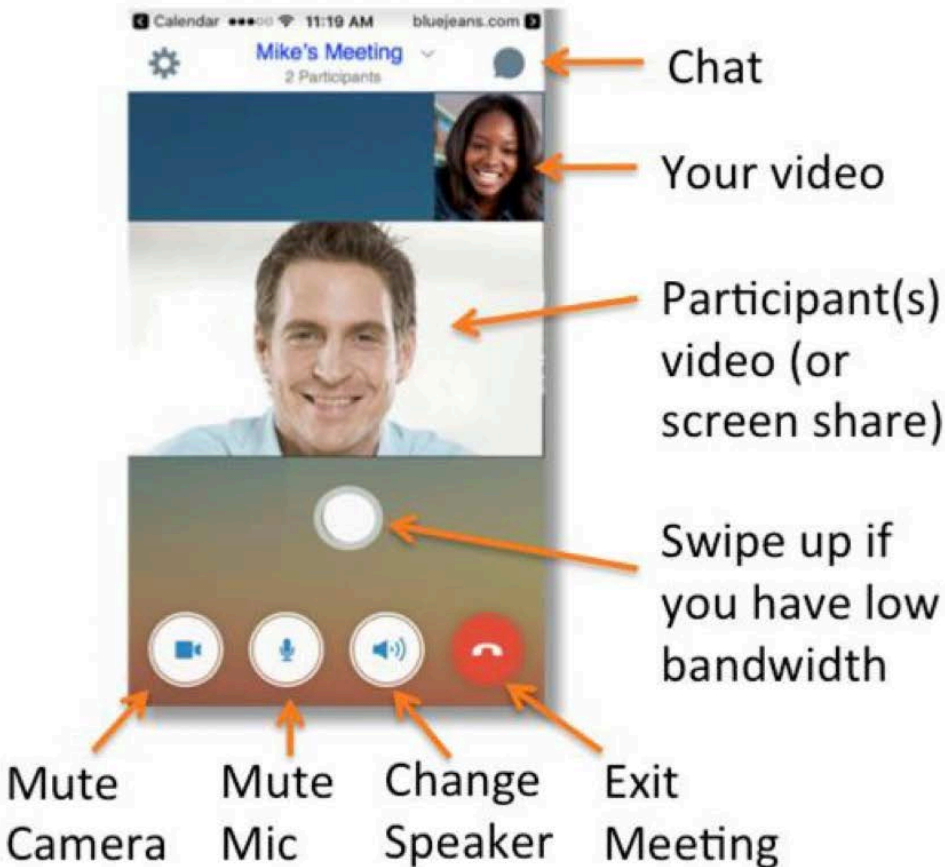 Calendar 11:19 AM bluejeans.com
Mike's Meeting
2 Participants
Chat
Your video
Participant(s)
video (or
screen share)
Swipe up if
you have low
bandwidth
Mute
Camera
Mute
Mic
Change
Speaker
Exit
Meeting